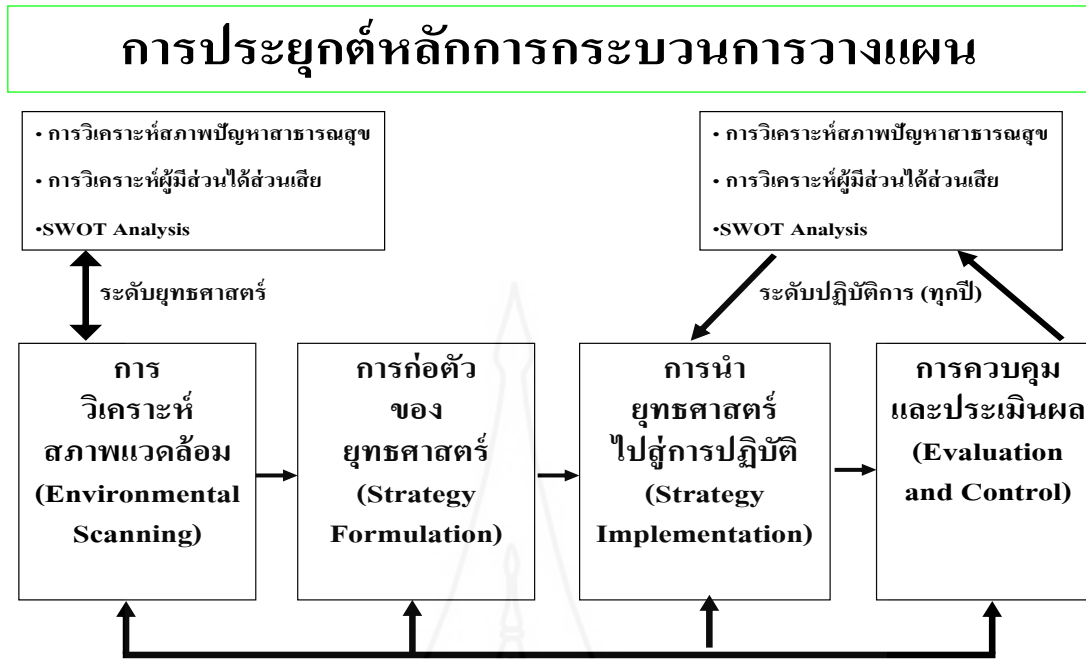 การประยุกต์หลักการกระบวนการวางแผน
• การวิเคราะห์สภาพปัญหาสาธารณสุข
• การวิเคราะห์ผู้มีส่วนได้ส่วนเสีย
•SWOT Analysis
• การวิเคราะห์สภาพปัญหาสาธารณสุข
• การวิเคราะห์ผู้มีส่วนได้ส่วนเสีย
•SWOT Analysis
ระดับยุทธศาสตร์
ระดับปฏิบัติการ (ทุกปี)
การ
วิเคราะห์
สภาพแวดล้อม
(Environmental
Scanning)
การก่อตัว
ของ
ยุทธศาสตร์
(Strategy
Formulation)
การนำ
ยุทธศาสตร์
ไปสู่การปฏิบัติ
(Strategy
Implementation)
การควบคุม
และประเมินผล
(Evaluation
and Control)